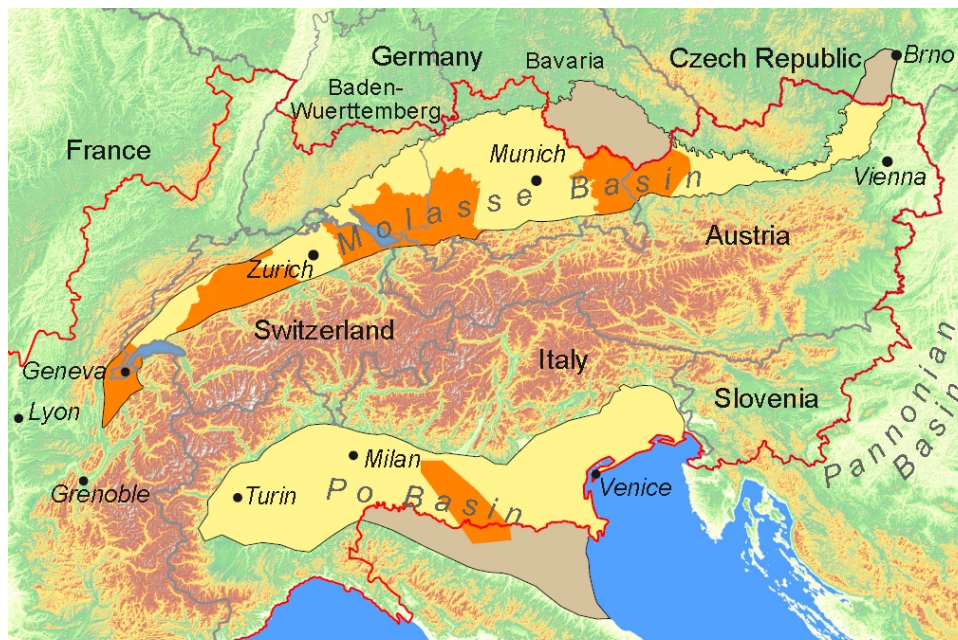 Germany
Bavaria
Czech Republic
Brno
Baden-
Wuerttemberg
France
Munich
Vienna
Molasse Basin
Austria
Zurich
Switzerland
Italy
Geneva
Slovenia
Lyon
Pannonian
Basin
Milan
Grenoble
Turin
Po Basin
Venice